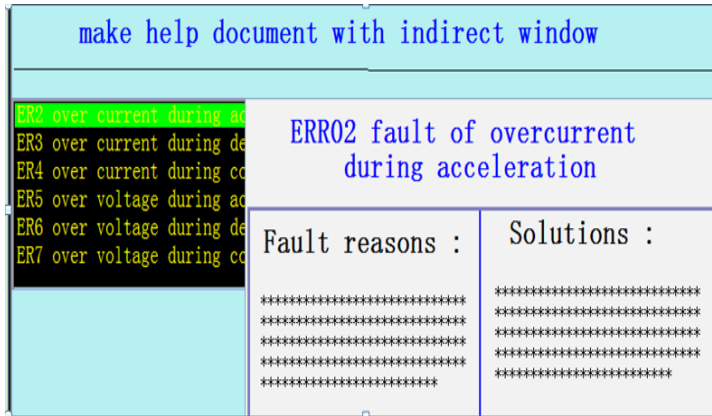 make help document with indirect window
ER2 over current during ac
ER3 over current during de
ER4 over current during co
ER5 over voltage during ac
ER6 over voltage during de
ER7 over voltage during co
ERR02 fault of overcurrent
during acceleration
Fault reasons :
**************************
**************************
**************************
**************************
**********************
Solutions :
**************************
**************************
**************************
**************************
**********************